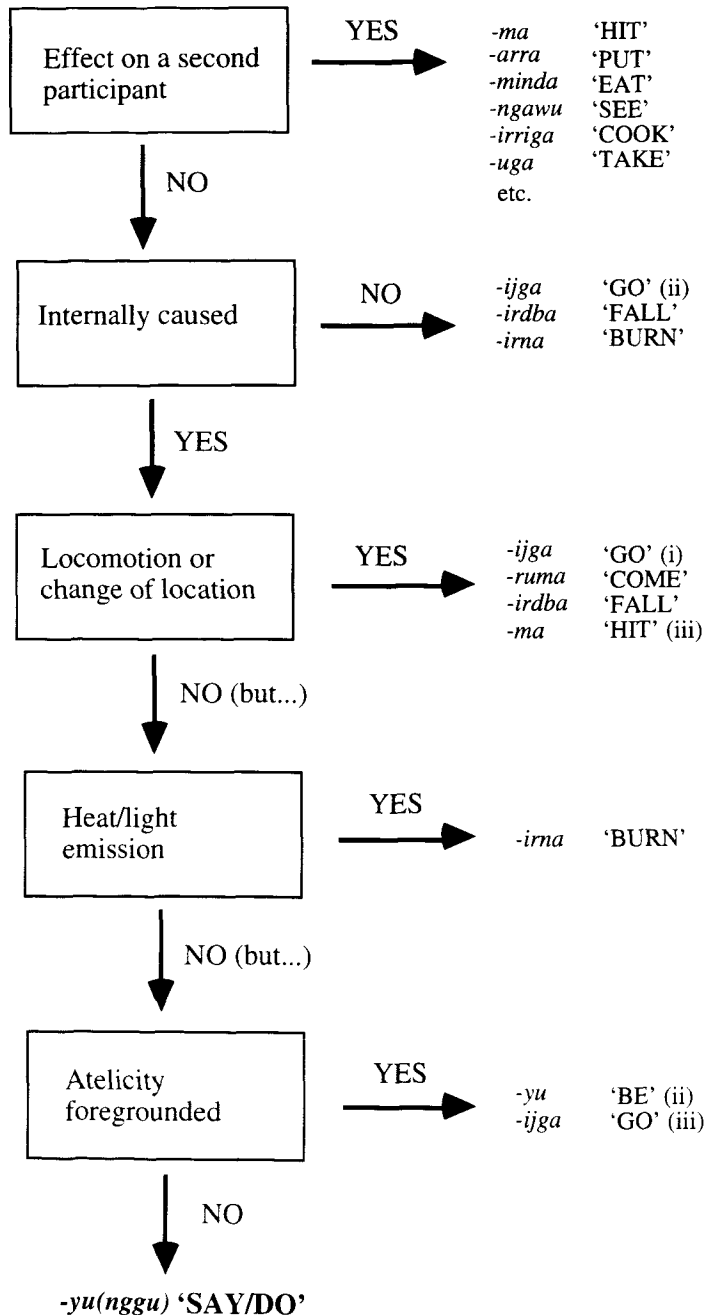 Effect on a second
participant
YES
-ma ‘HIT’
-arra ‘PUT’
-minda ‘EAT’
-ngawu ‘SEE’
-irriga ‘COOK’
-uga ‘TAKE’
etc.
NO
Internally caused
NO
-ijga ‘GO’ (ii)
-irdba ‘FALL’
-irna ‘BURN’
YES
Locomotion or
change of location
YES
-ijga ‘GO’ (i)
-ruma ‘COME’
-irdba ‘FALL’
-ma ‘HIT’ (iii)
NO (but...)
Heat/light
emission
YES
-irna ‘BURN’
NO (but...)
Atelicity
foregrounded
YES
-yu ‘BE’ (ii)
-ijga ‘GO’ (iii)
NO
-yu(nggu) ‘SAY/DO’